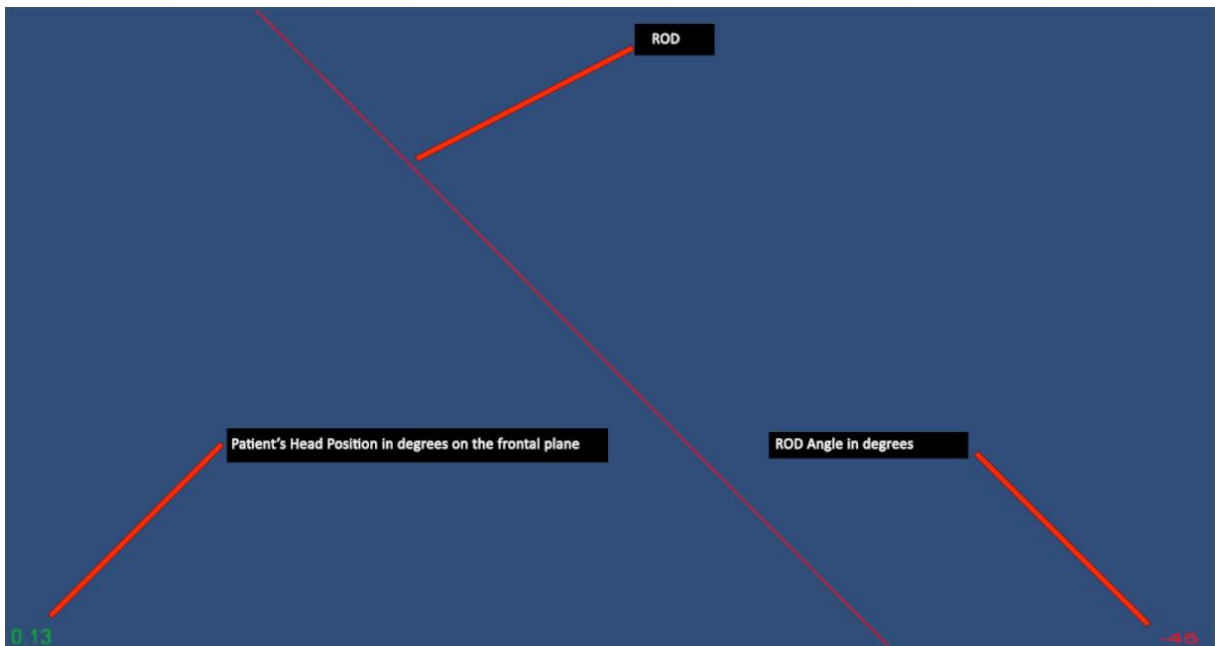 ROD
Patient's Head Position in degrees on the frontal plane
ROD Angle in degrees
0.13
-45